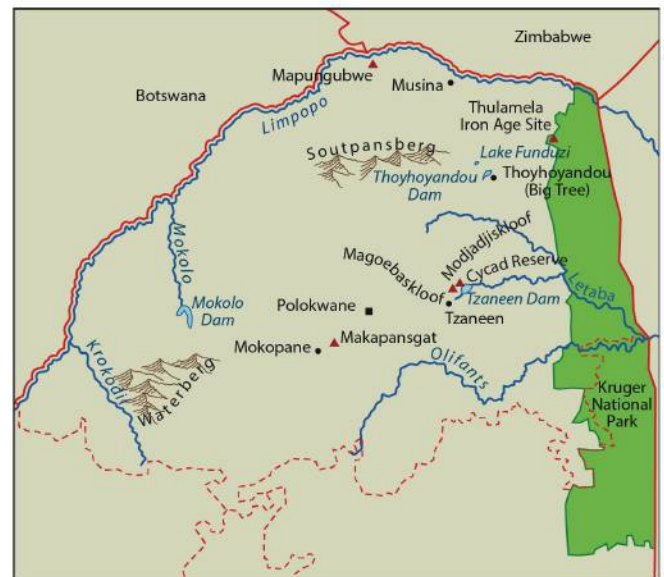 Zimbabwe
Mapungubwe
Musina
Botswana
Limpopo
Thulamela
Iron Age Site
Soutpansberg
Lake Funduzi
Thoyhoyandou
Dam
Thoyhoyandou
(Big Tree)
Mokolo
Modjadjiskloof
Magoebaskloof
Cycad Reserve
Letaba
Mokolo
Dam
Polokwane
Tzaneen Dam
Tzaneen
Krokodil
Mokopane
Makapansgat
Olifants
Waterberg
Kruger
National
Park